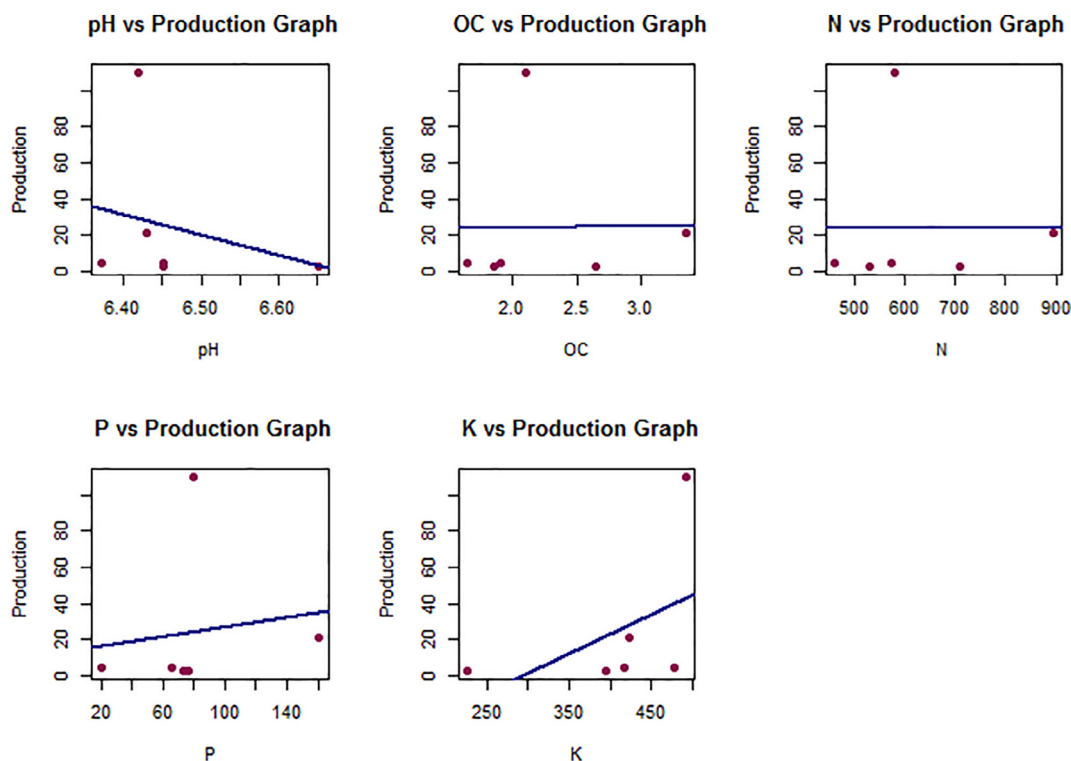 pH vs Production Graph
OC vs Production Graph
N vs Production Graph
Production
0 20 40 60 80
6.40 6.50 6.60
pH
Production
0 20 40 60 80
2.0 2.5 3.0
OC
Production
0 20 40 60 80
500 600 700 800 900
N
P vs Production Graph
K vs Production Graph
Production
0 20 40 60 80
20 60 100 140
P
Production
0 20 40 60 80
250 350 450
K